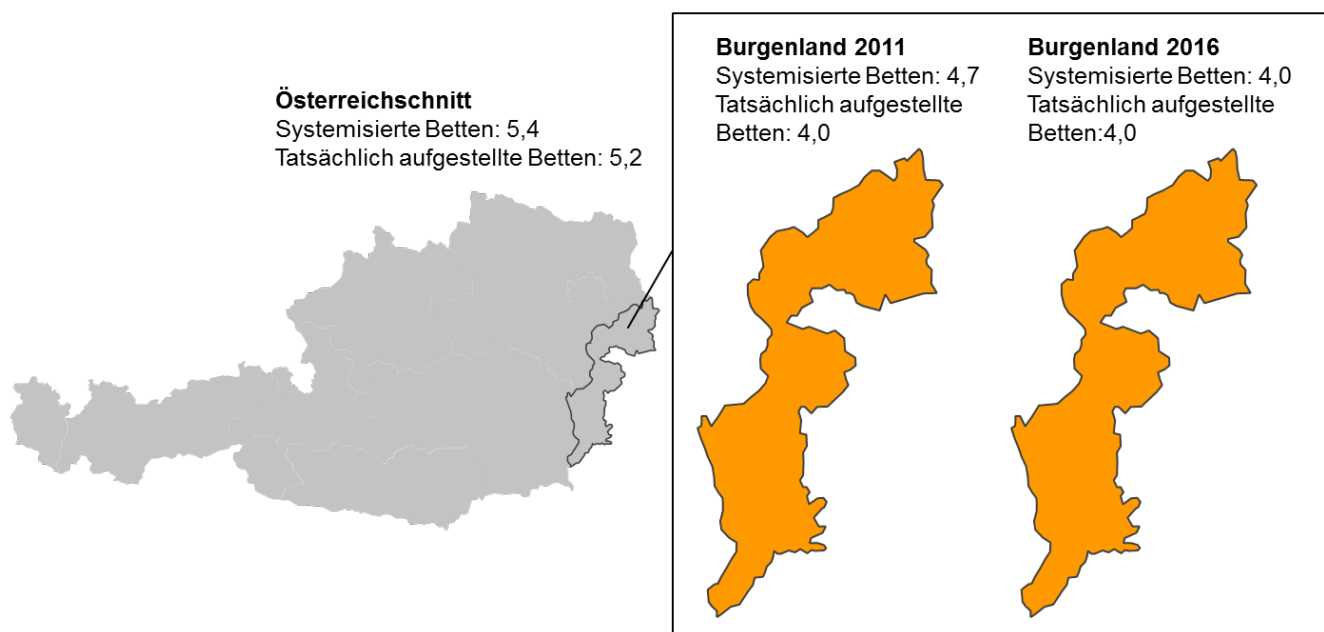 Österreichschnitt
Systemisierte Betten: 5,4
Tatsächlich aufgestellte Betten: 5,2
Burgenland 2011
Systemisierte Betten: 4,7
Tatsächlich aufgestellte
Betten: 4,0
Burgenland 2016
Systemisierte Betten: 4,0
Tatsächlich aufgestellte
Betten:4,0